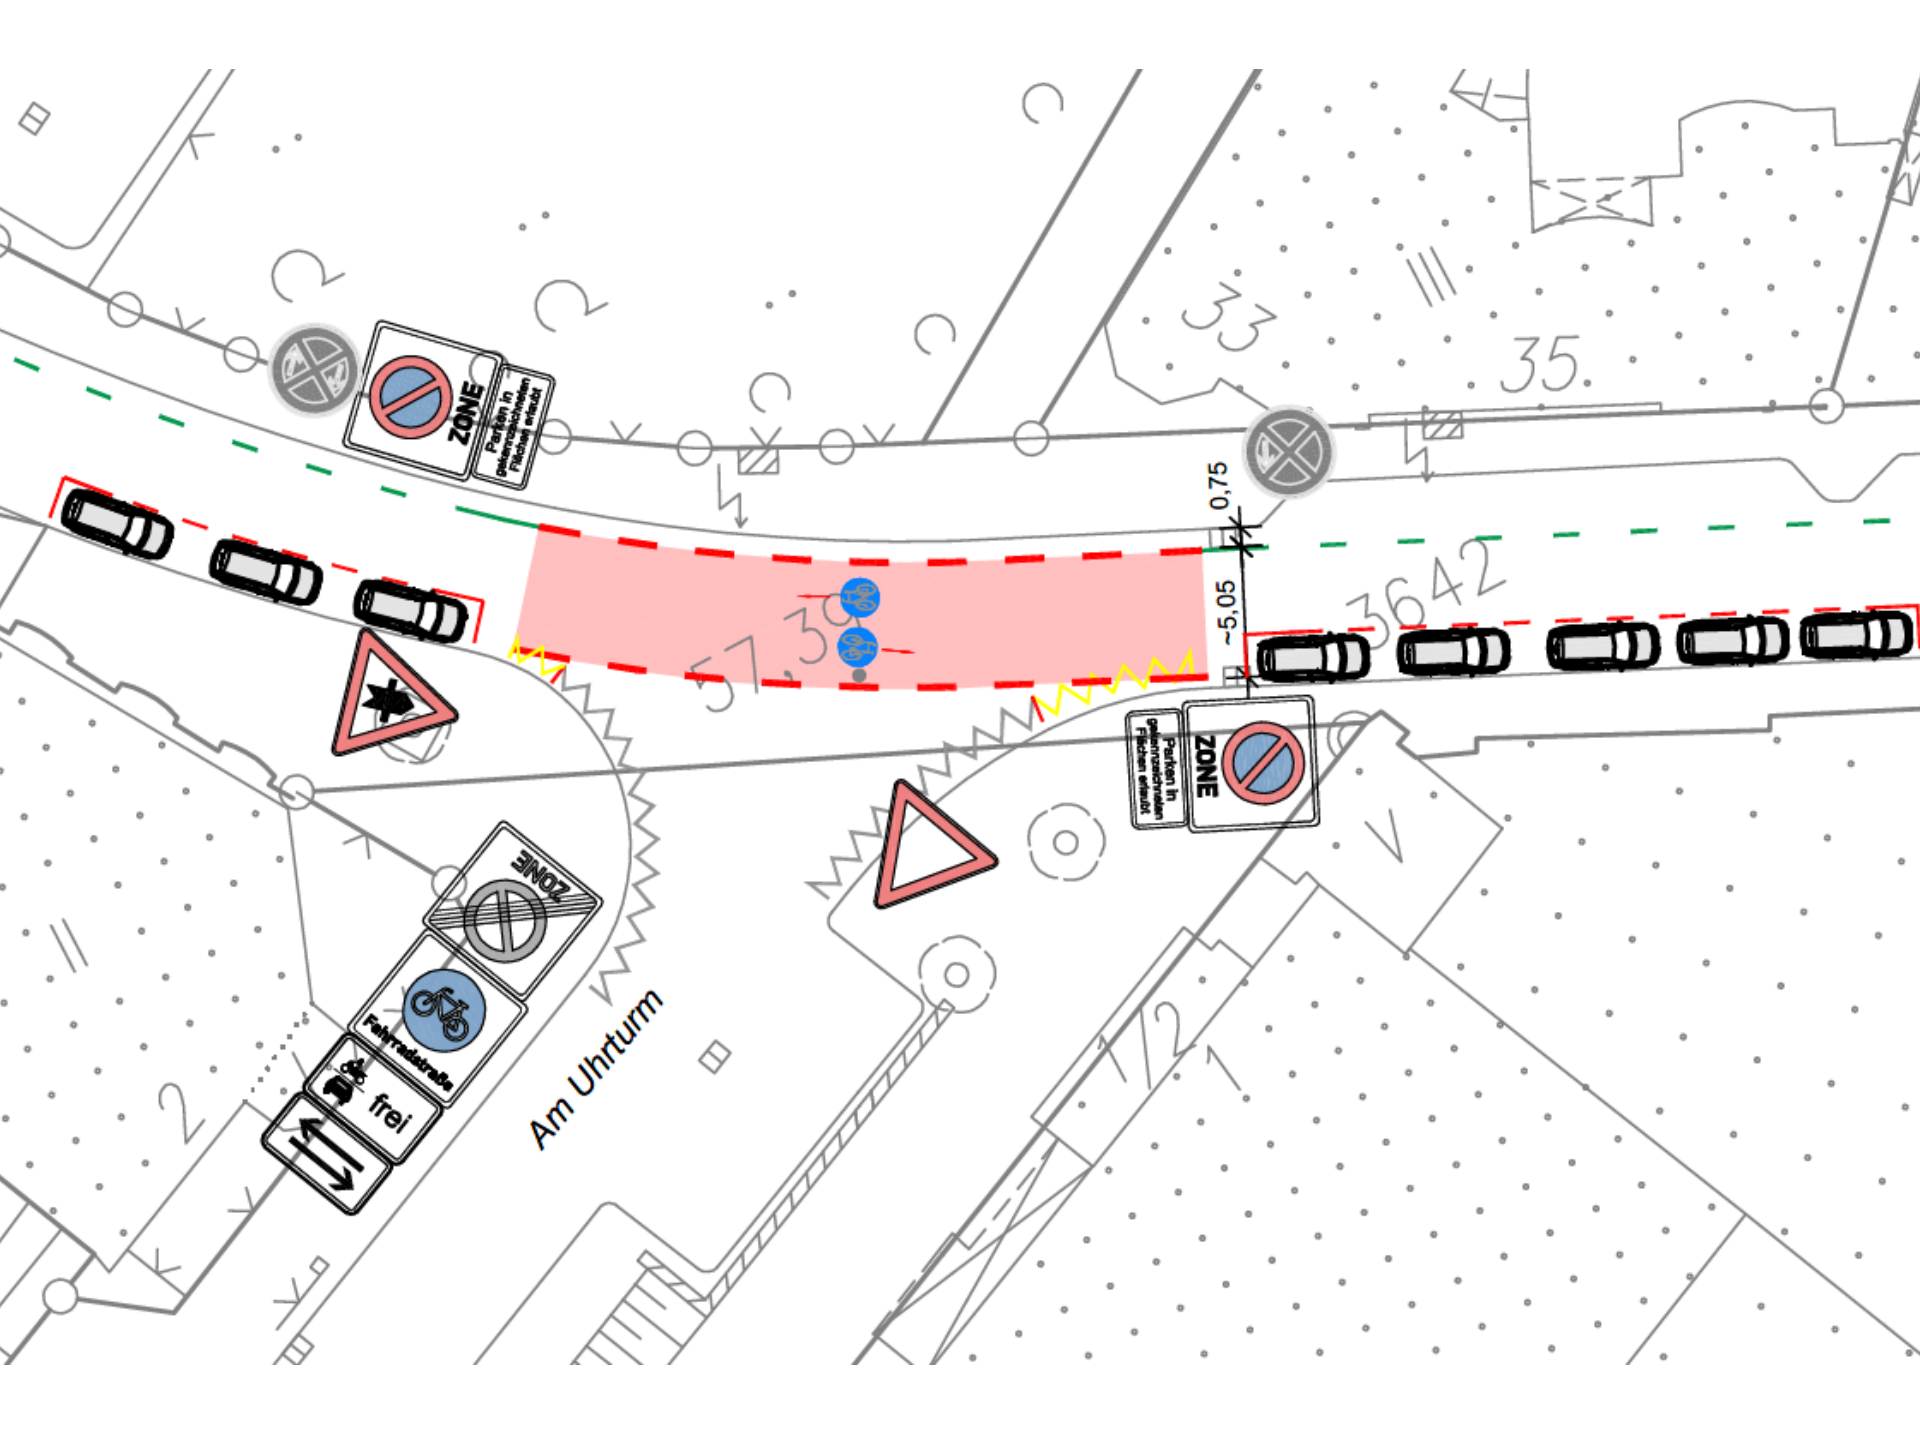 ZONE
Parken in
gekennzeichneten
Flächen erlaubt
33
35
0,75
~5,05
3642
57,39
Parken in
gekennzeichneten
Flächen erlaubt
ZONE
V
ZONE
Fahrradstraße
frei
Am Uhrturm
2
1/2
1